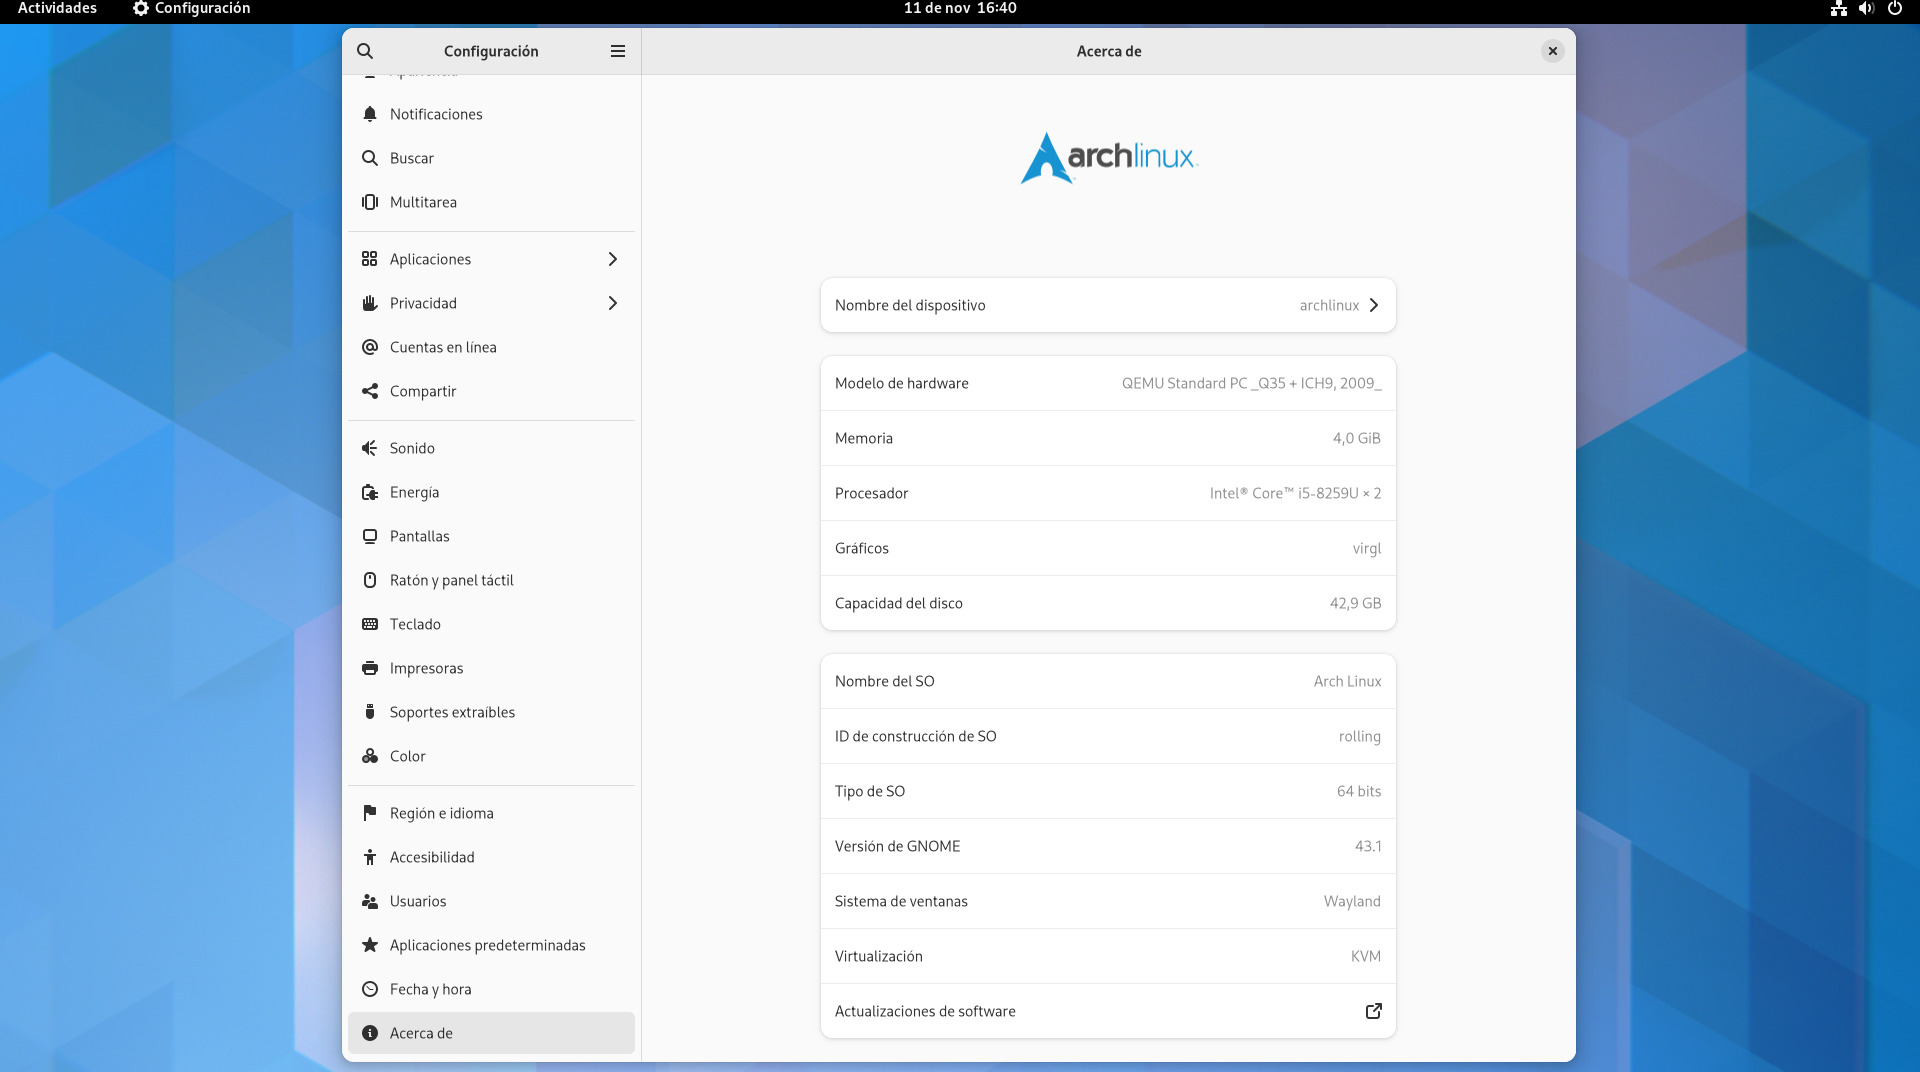 Actividades
Configuración
11 de nov 16:40
Configuración
Acerca de
Apariencia
Notificaciones
Buscar
Multitarea
Aplicaciones
Privacidad
Cuentas en línea
Compartir
Sonido
Energía
Pantallas
Ratón y panel táctil
Teclado
Impresoras
Soportes extraíbles
Color
Región e idioma
Accesibilidad
Usuarios
Aplicaciones predeterminadas
Fecha y hora
Acerca de
archlinux
Nombre del dispositivo archlinux
Modelo de hardware QEMU Standard PC _Q35 + ICH9, 2009_
Memoria 4,0 GiB
Procesador Intel® Core™ i5-8259U × 2
Gráficos virgl
Capacidad del disco 42,9 GB
Nombre del SO Arch Linux
ID de construcción de SO rolling
Tipo de SO 64 bits
Versión de GNOME 43.1
Sistema de ventanas Wayland
Virtualización KVM
Actualizaciones de software